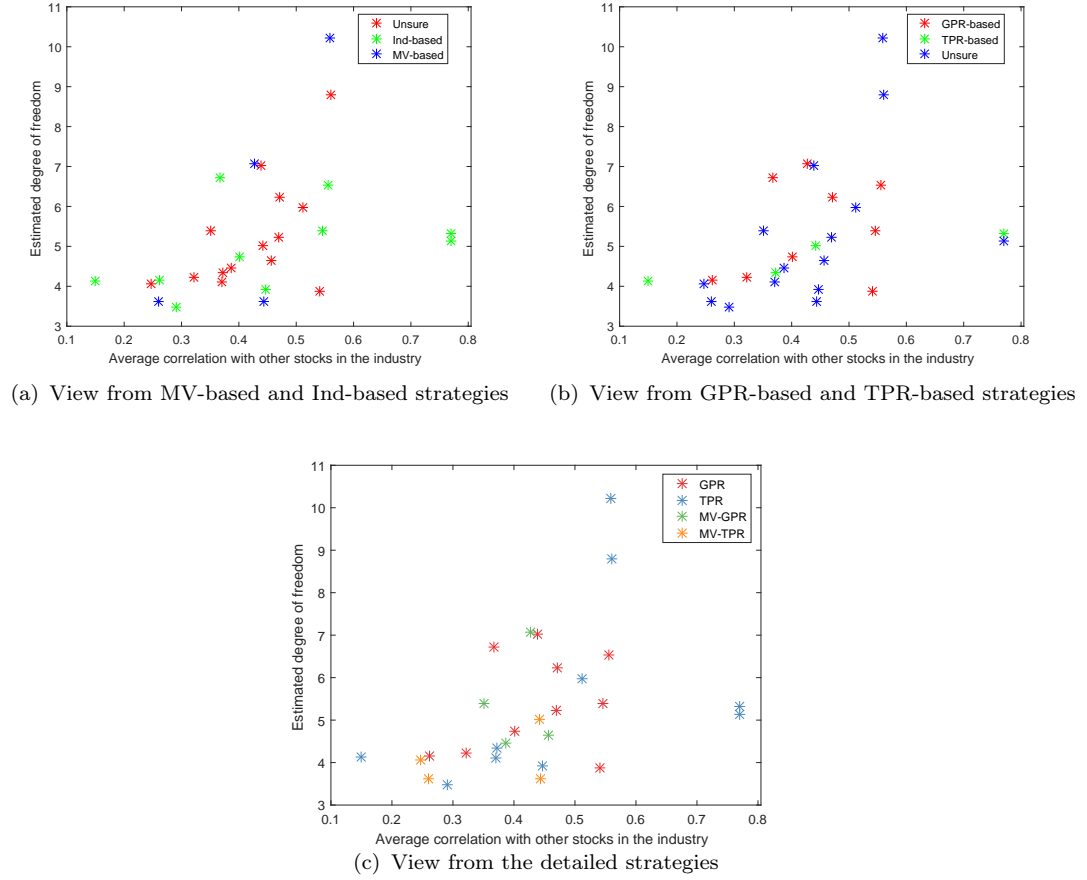 11
10
9
8
7
6
5
4
3
Estimated degree of freedom
Unsure
Ind-based
MV-based
0.1 0.2 0.3 0.4 0.5 0.6 0.7 0.8
Average correlation with other stocks in the industry
(a) View from MV-based and Ind-based strategies
11
10
9
8
7
6
5
4
3
Estimated degree of freedom
GPR-based
TPR-based
Unsure
0.1 0.2 0.3 0.4 0.5 0.6 0.7 0.8
Average correlation with other stocks in the industry
(b) View from GPR-based and TPR-based strategies
11
10
9
8
7
6
5
4
3
Estimated degree of freedom
GPR
TPR
MV-GPR
MV-TPR
0.1 0.2 0.3 0.4 0.5 0.6 0.7 0.8
Average correlation with other stocks in the industry
(c) View from the detailed strategies